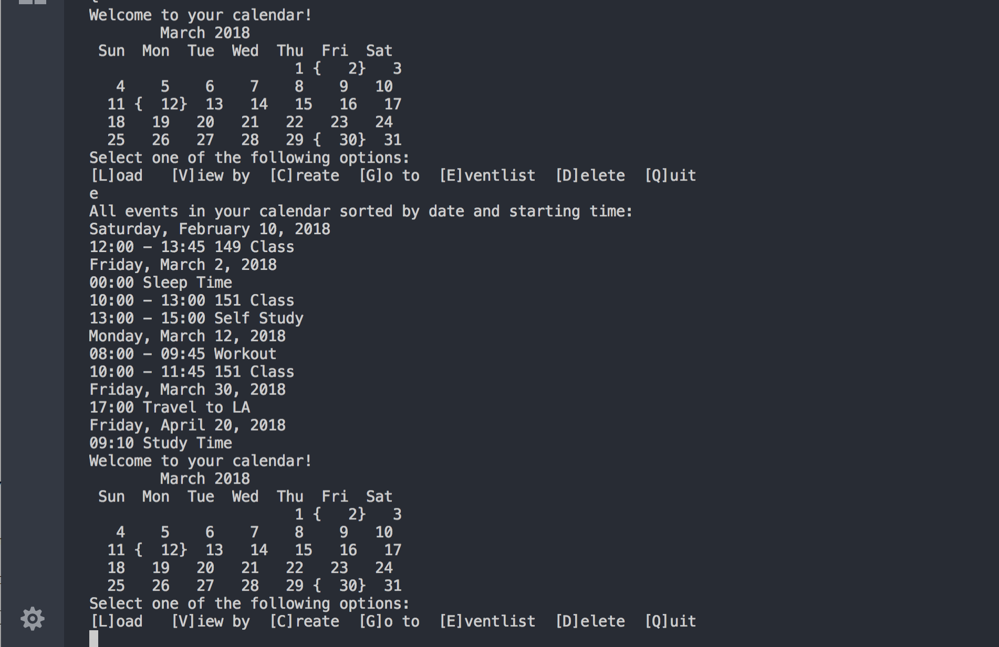 Welcome to your calendar!
        March 2018
 Sun  Mon  Tue  Wed  Thu  Fri  Sat
                       1 {   2}   3
   4    5    6    7    8    9   10
  11 {  12}  13   14   15   16   17
  18   19   20   21   22   23   24
  25   26   27   28   29 {  30}  31
Select one of the following options:
[L]oad   [V]iew by  [C]reate  [G]o to  [E]ventlist  [D]elete  [Q]uit
e
All events in your calendar sorted by date and starting time:
Saturday, February 10, 2018
12:00 - 13:45 149 Class
Friday, March 2, 2018
00:00 Sleep Time
10:00 - 13:00 151 Class
13:00 - 15:00 Self Study
Monday, March 12, 2018
08:00 - 09:45 Workout
10:00 - 11:45 151 Class
Friday, March 30, 2018
17:00 Travel to LA
Friday, April 20, 2018
09:10 Study Time
Welcome to your calendar!
        March 2018
 Sun  Mon  Tue  Wed  Thu  Fri  Sat
                       1 {   2}   3
   4    5    6    7    8    9   10
  11 {  12}  13   14   15   16   17
  18   19   20   21   22   23   24
  25   26   27   28   29 {  30}  31
Select one of the following options:
[L]oad   [V]iew by  [C]reate  [G]o to  [E]ventlist  [D]elete  [Q]uit